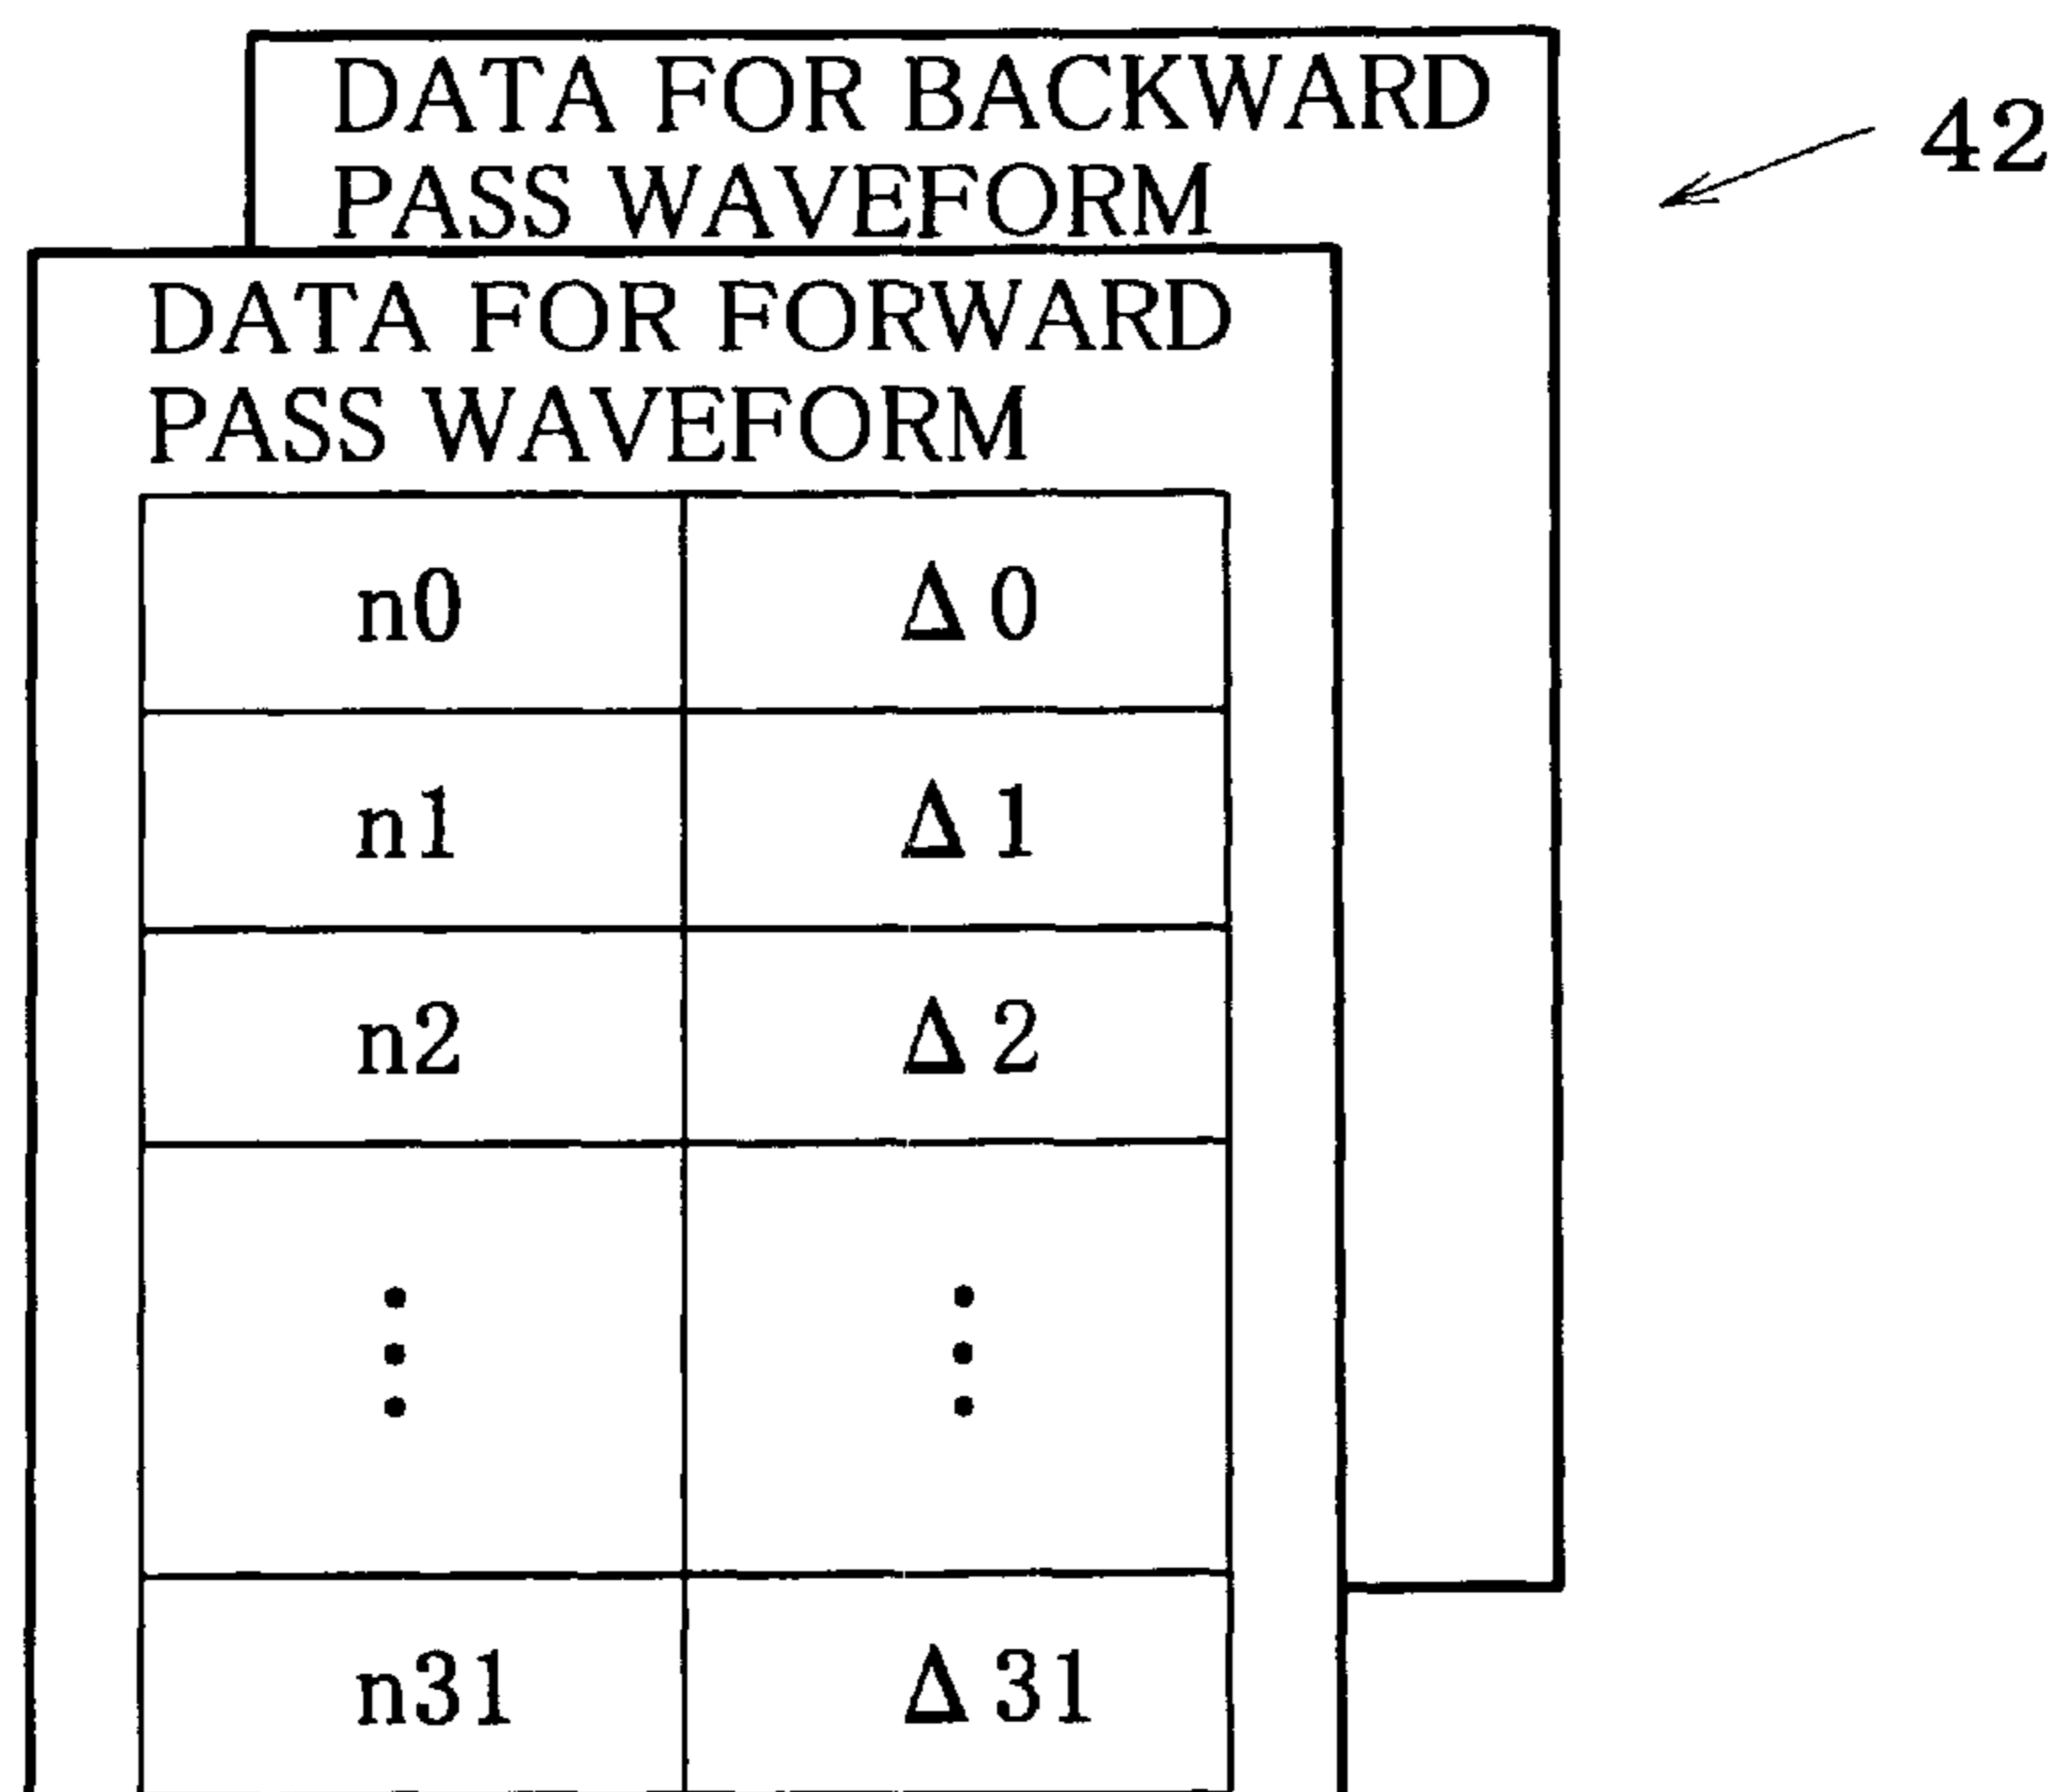 DATA FOR BACKWARD
PASS WAVEFORM
42
DATA FOR FORWARD
PASS WAVEFORM
n0 Δ0
n1 Δ1
n2 Δ2
n31 Δ31